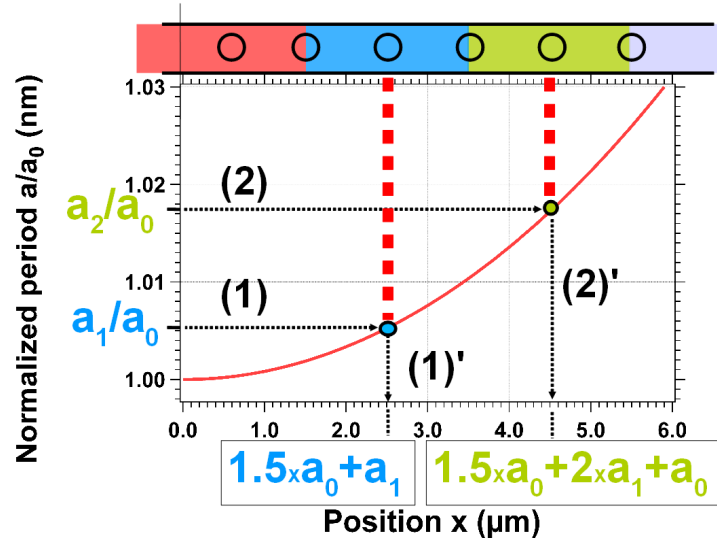 1.03
1.02
1.01
1.00
Normalized period a/a₀ (nm)
a₂/a₀
a₁/a₀
(2)
(1)
(2)'
(1)'
0.0 1.0 2.0 3.0 4.0 5.0 6.0
1.5xa₀+a₁
1.5xa₀+2xa₁+a₀
Position x (µm)